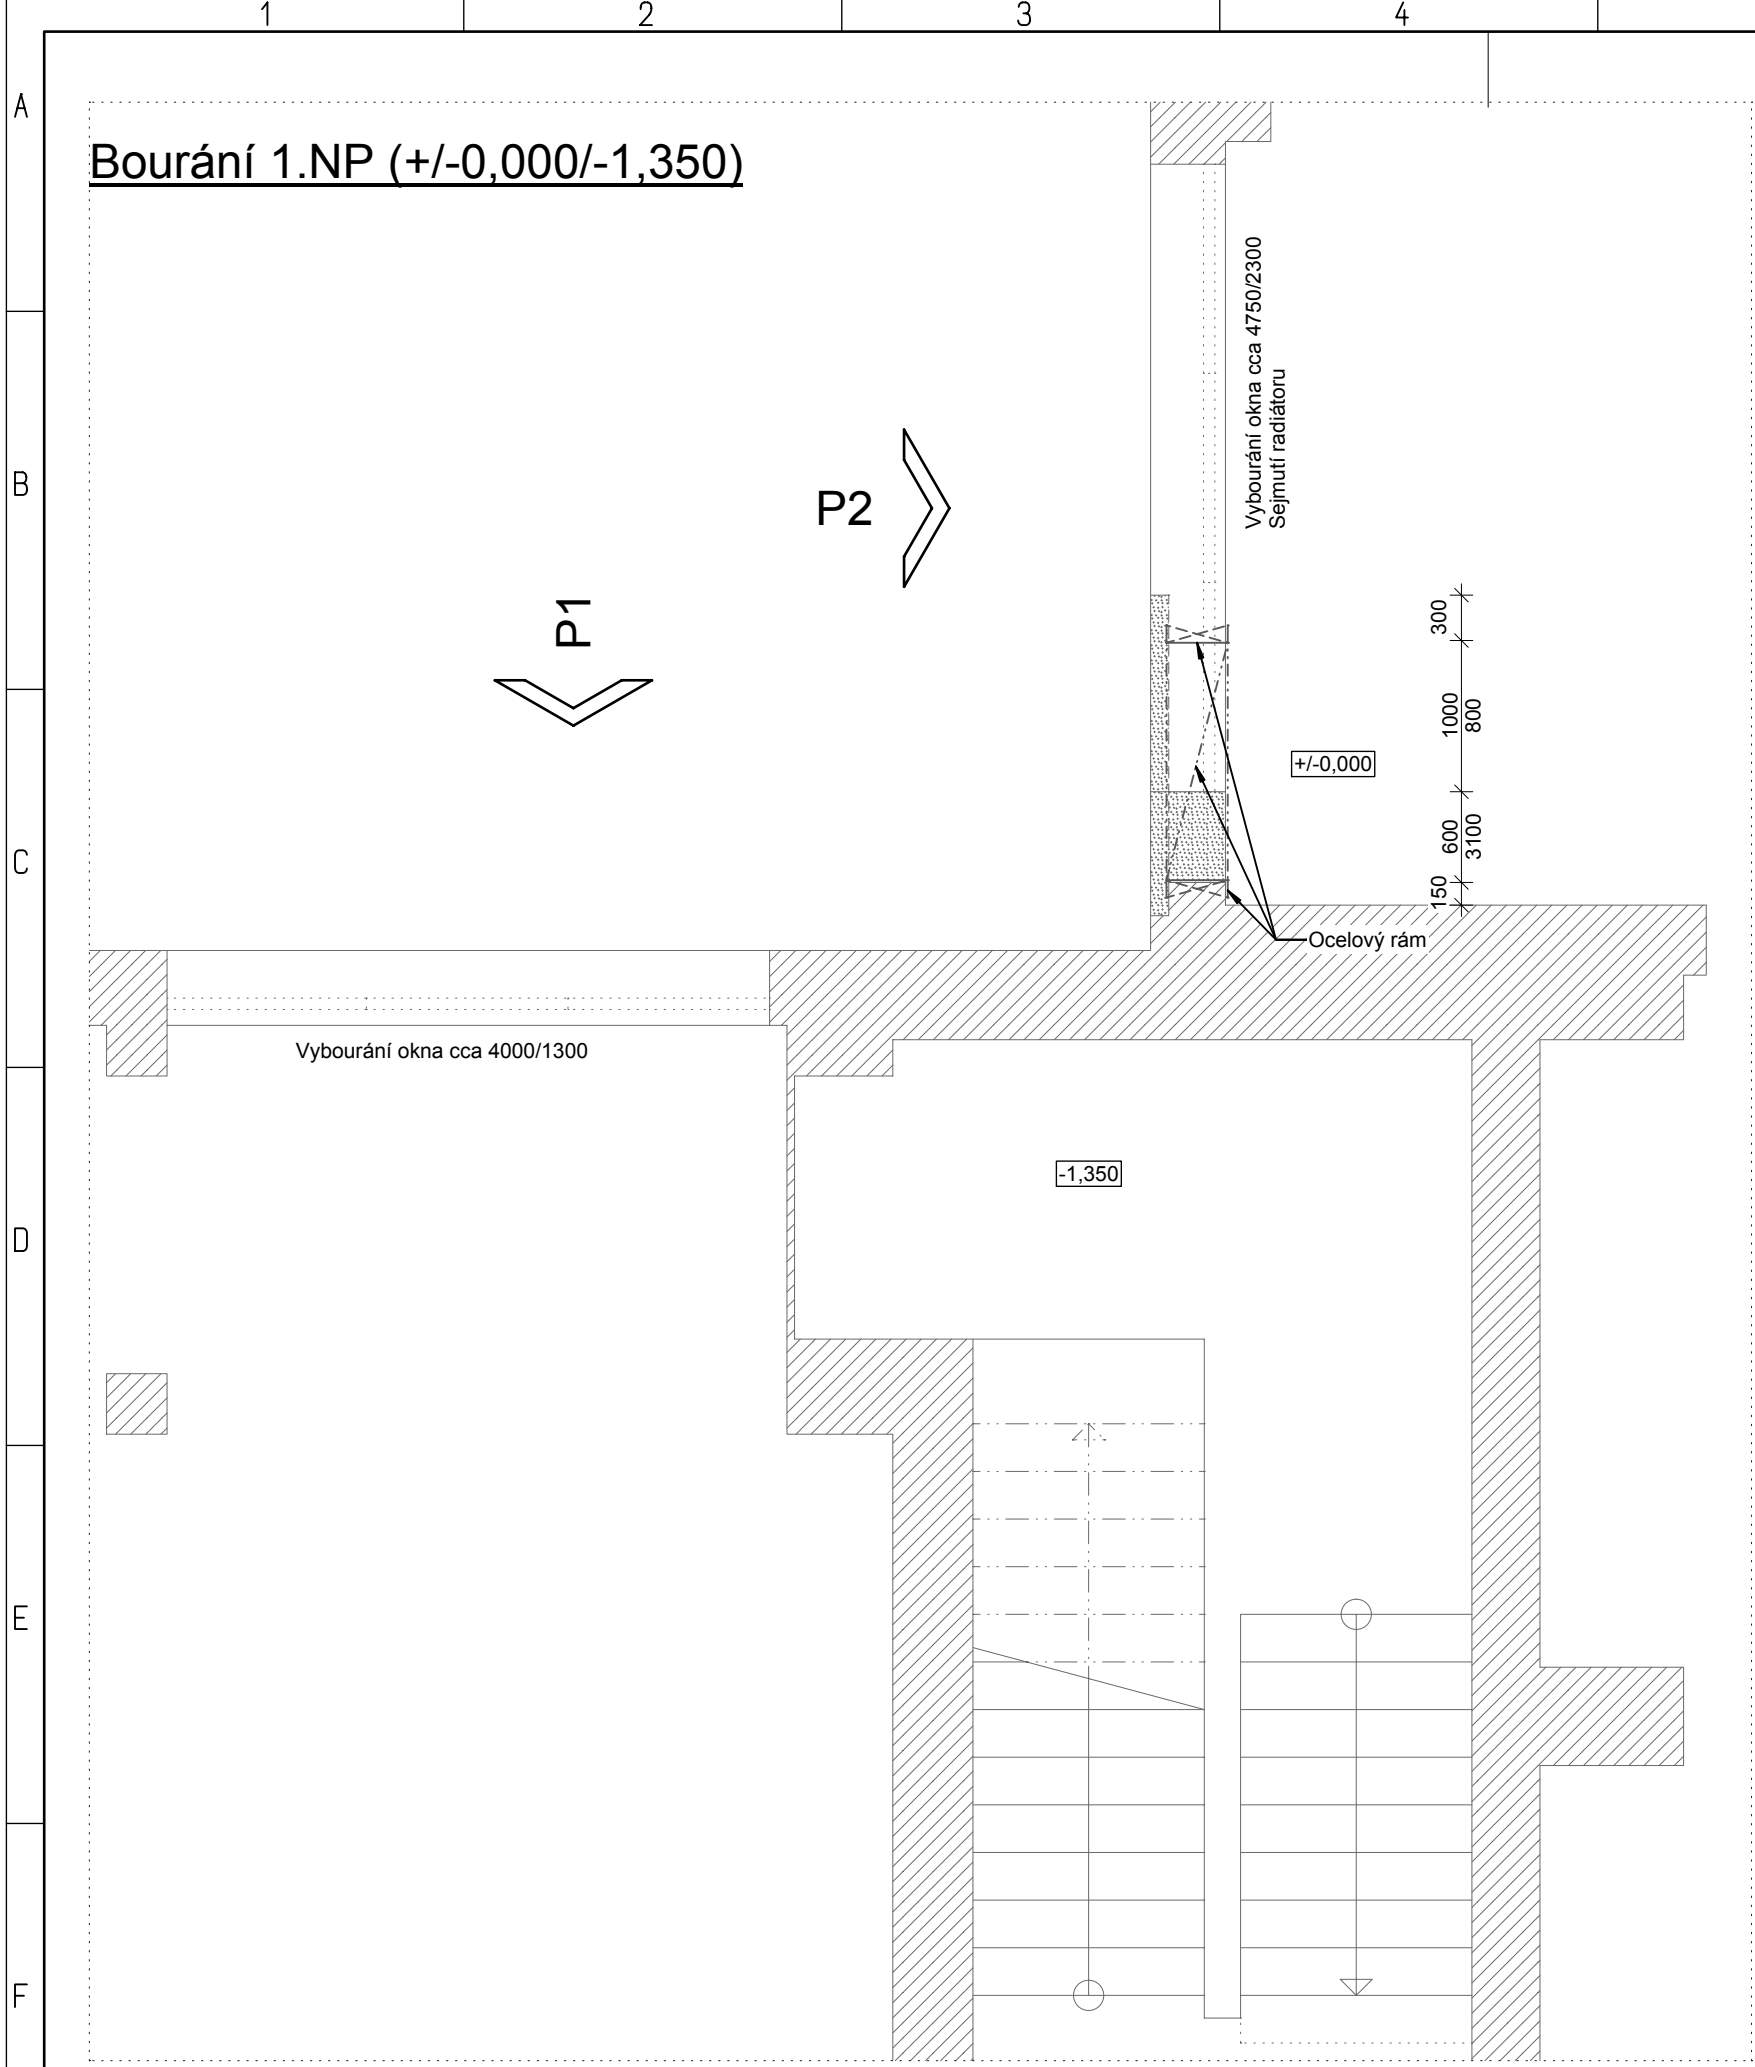 1 2 3 4
A
Bourání 1.NP (+/-0,000/-1,350)
Vybourání okna cca 4750/2300
Sejmutí radiátoru
B
P2
P1
300
1000
800
+/-0,000
600
3100
C
150
Ocelový rám
Vybourání okna cca 4000/1300
-1,350
D
E
F